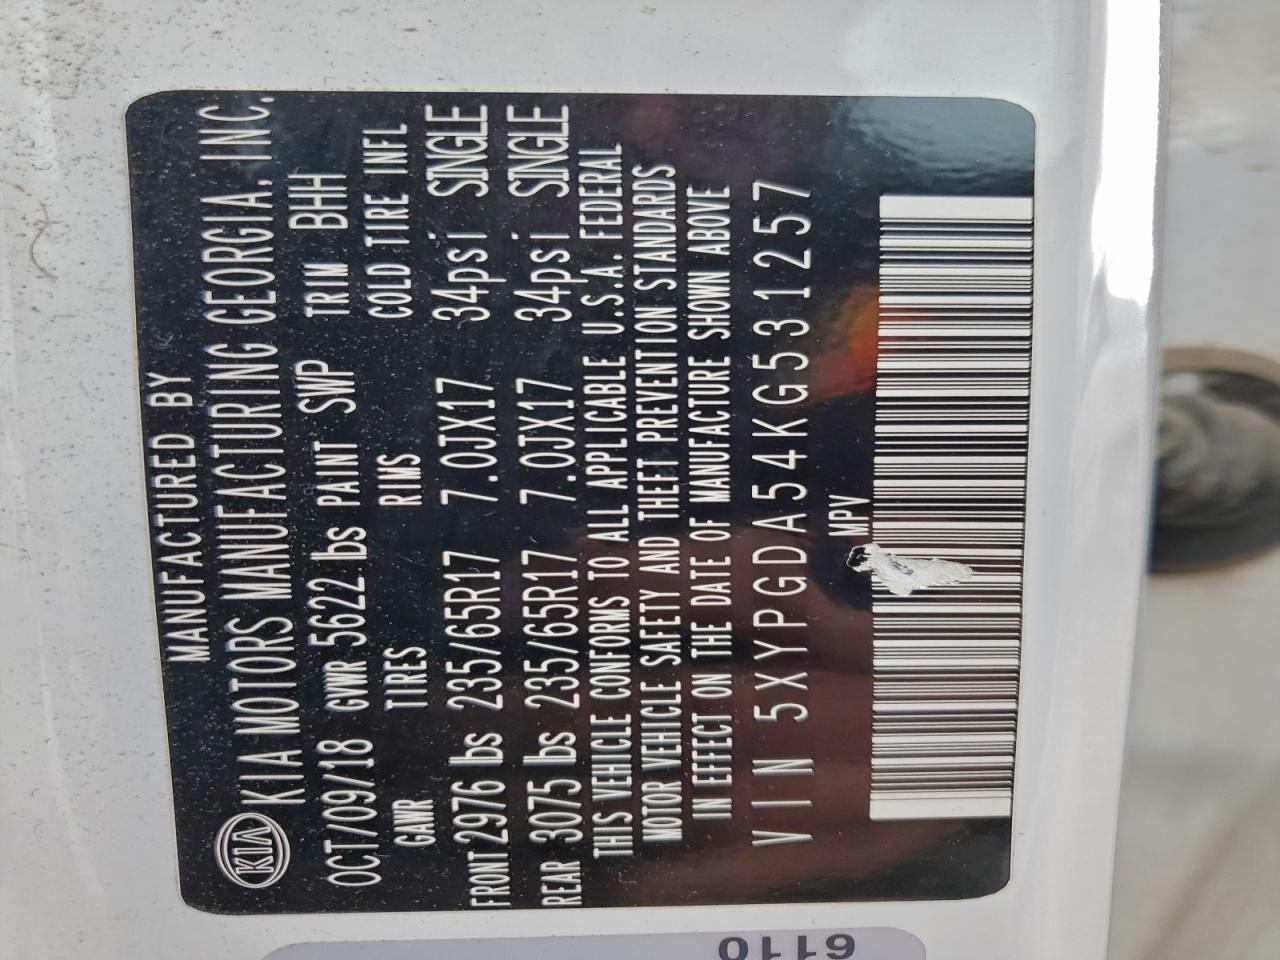 MANUFACTURED BY
KIA KIA MOTORS MANUFACTURING GEORGIA, INC.
OCT/09/18 GVWR 5622 lbs PAINT SWP TRIM BHH
GAWR TIRES RIMS COLD TIRE INFL
FRONT 2976 lbs 235/65R17 7.0JX17 34psi SINGLE
REAR 3075 lbs 235/65R17 7.0JX17 34psi SINGLE
THIS VEHICLE CONFORMS TO ALL APPLICABLE U.S.A. FEDERAL
MOTOR VEHICLE SAFETY AND THEFT PREVENTION STANDARDS
IN EFFECT ON THE DATE OF MANUFACTURE SHOWN ABOVE
VIN 5XYPGDA54KG531257
MPV
6110